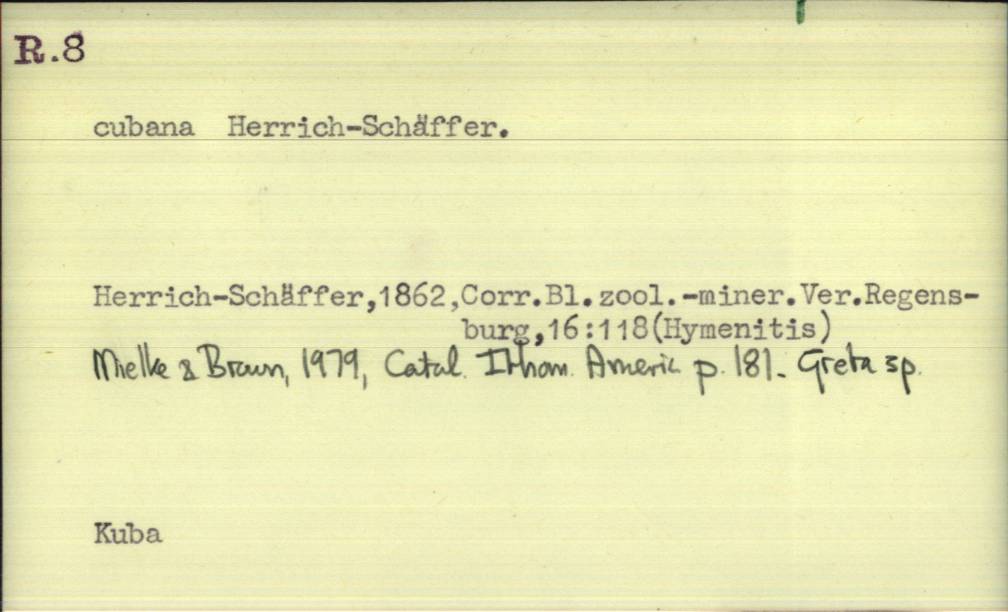 R.8
cubana Herrich-Schäffer.
Herrich-Schäffer,1862,Corr.Bl.zool.-miner.Ver.Regens-
burg,16:118(Hymenitis)
Mielke & Brown, 1979, Catal. Ithom. Americ. p. 181. Greta sp.
Kuba